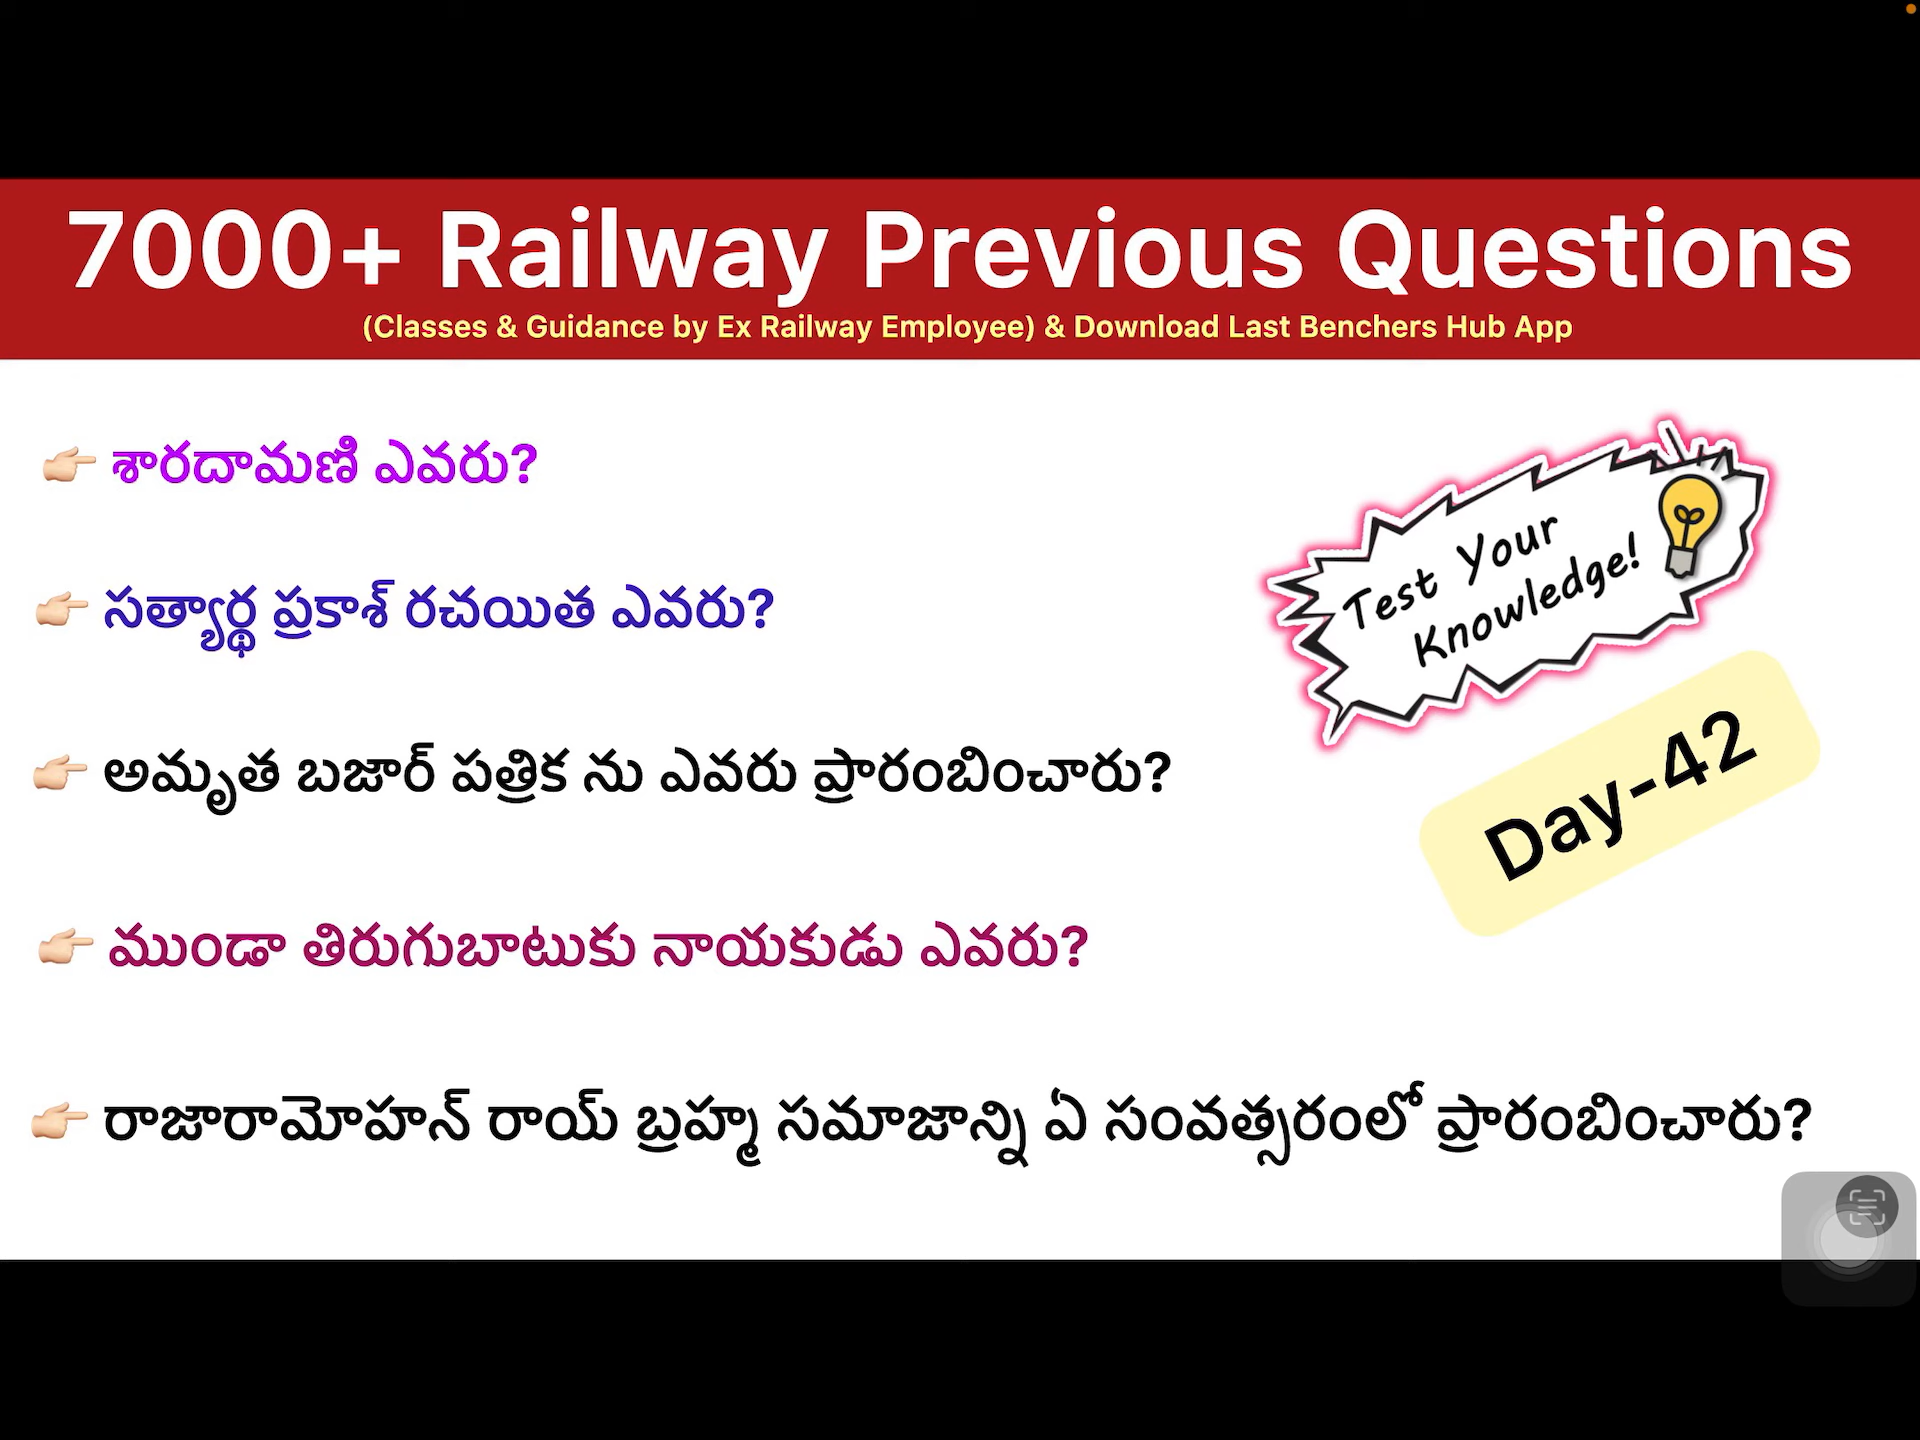 7000+ Railway Previous Questions
(Classes & Guidance by Ex Railway Employee) & Download Last Benchers Hub App
👉🏻 శారదామణి ఎవరు?
👉🏻 సత్యార్థ ప్రకాశ్ రచయిత ఎవరు?
👉🏻 అమృత బజార్ పత్రిక ను ఎవరు ప్రారంబించారు?
👉🏻 ముండా తిరుగుబాటుకు నాయకుడు ఎవరు?
👉🏻 రాజారామోహన్ రాయ్ బ్రహ్మ సమాజాన్ని ఏ సంవత్సరంలో ప్రారంబించారు?
Test Your
Knowledge!
Day-42